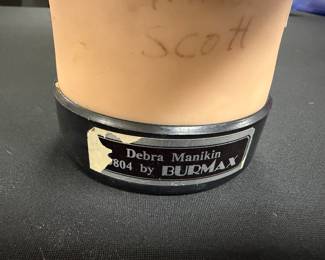 Scott
Debra Manikin
804 by BURMAX